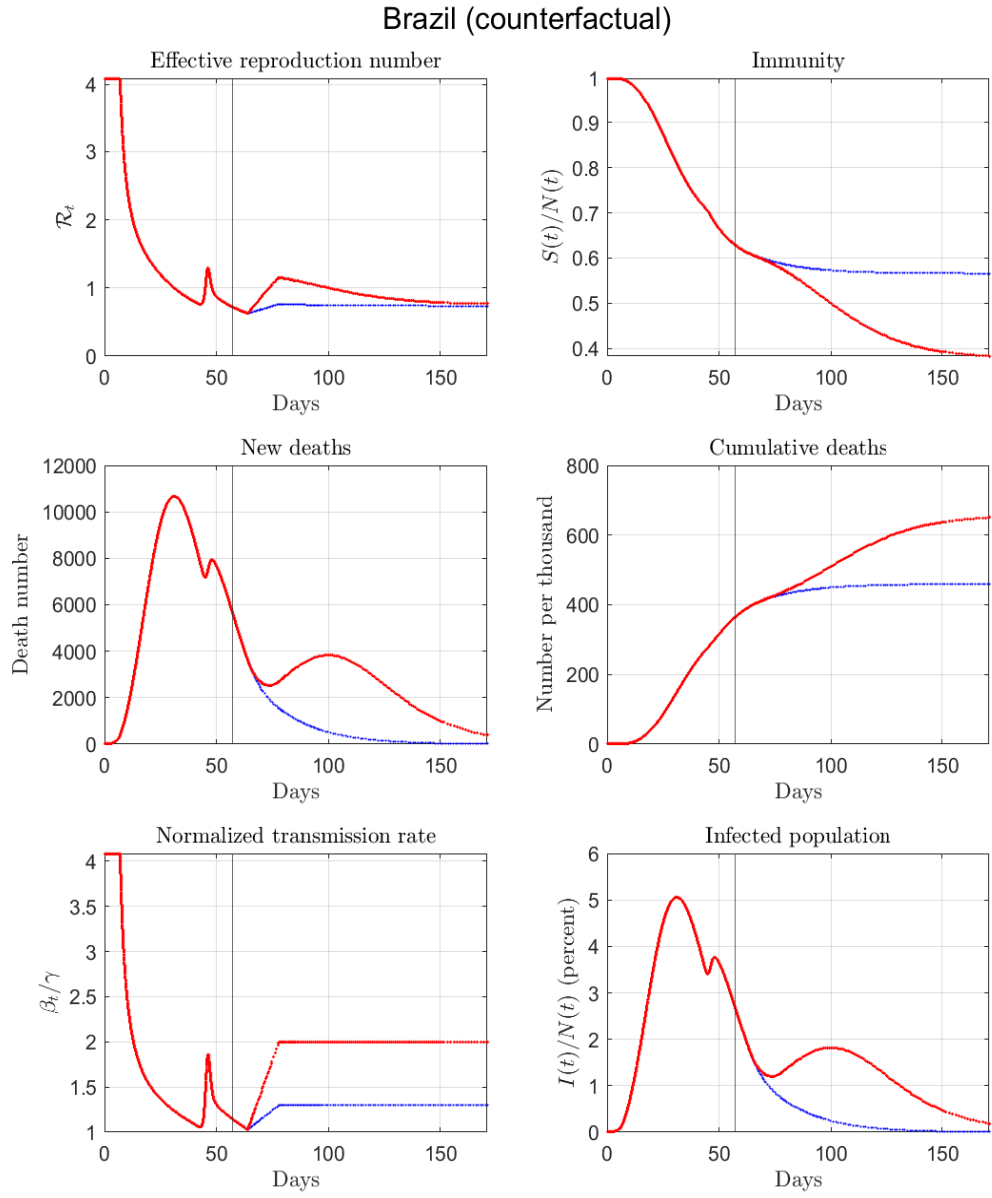 Brazil (counterfactual)
Effective reproduction number
4
3
2
1
0
ℛt
0 50 100 150
Days
Immunity
1
0.9
0.8
0.7
0.6
0.5
0.4
S(t)/N(t)
0 50 100 150
Days
New deaths
12000
10000
8000
6000
4000
2000
0
Death number
0 50 100 150
Days
Cumulative deaths
800
600
400
200
0
Number per thousand
0 50 100 150
Days
Normalized transmission rate
4
3.5
3
2.5
2
1.5
1
βt/γ
0 50 100 150
Days
Infected population
6
5
4
3
2
1
0
I(t)/N(t) (percent)
0 50 100 150
Days